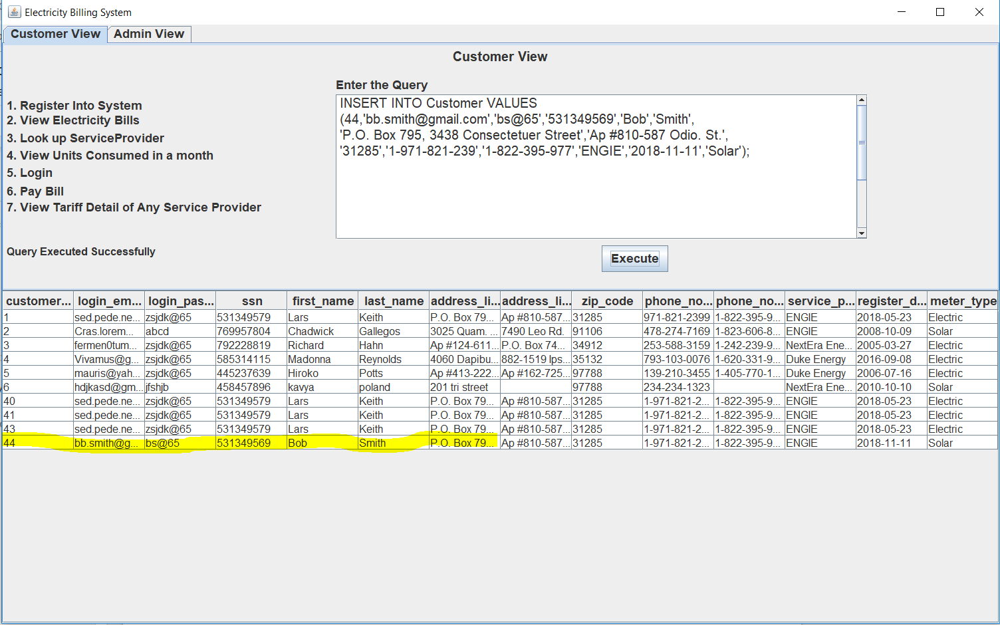 Electricity Billing System
Customer View Admin View
Customer View
Enter the Query
1. Register Into System
2. View Electricity Bills
3. Look up ServiceProvider
4. View Units Consumed in a month
5. Login
6. Pay Bill
7. View Tariff Detail of Any Service Provider
INSERT INTO Customer VALUES
(44,'bb.smith@gmail.com','bs@65','531349569','Bob','Smith',
'P.O. Box 795, 3438 Consectetuer Street','Ap #810-587 Odio. St.',
'31285','1-971-821-239','1-822-395-977','ENGIE','2018-11-11','Solar');
Query Executed Successfully
Execute
customer... login_em... login_pas... ssn first_name last_name address_li... address_li... zip_code phone_no... phone_no... service_p... register_d... meter_type
1 sed.pede.ne... zsjdk@65 531349579 Lars Keith P.O. Box 79... Ap #810-587... 31285 971-821-2399 1-822-395-9... ENGIE 2018-05-23 Electric
2 Cras.lorem... abcd 769957804 Chadwick Gallegos 3025 Quam. ... 7490 Leo Rd. 91106 478-274-7169 1-823-606-8... ENGIE 2008-10-09 Solar
3 fermen0tum... zsjdk@65 792228819 Richard Hahn Ap #124-611... P.O. Box 74... 34912 253-588-3159 1-242-239-9... NextEra Ene... 2005-03-27 Electric
4 Vivamus@g... zsjdk@65 585314115 Madonna Reynolds 4060 Dapibu... 882-1519 Ips... 35132 793-103-0076 1-620-331-9... Duke Energy 2016-09-08 Electric
5 mauris@yah... zsjdk@65 445237639 Hiroko Potts Ap #413-222... Ap #162-725... 97788 139-210-3455 1-405-770-1... Duke Energy 2006-07-16 Electric
6 hdjkasd@gm... jfshjb 458457896 kavya poland 201 tri street 97788 234-234-1323 NextEra Ene... 2010-10-10 Solar
40 sed.pede.ne... zsjdk@65 531349579 Lars Keith P.O. Box 79... Ap #810-587... 31285 1-971-821-2... 1-822-395-9... ENGIE 2018-05-23 Electric
41 sed.pede.ne... zsjdk@65 531349579 Lars Keith P.O. Box 79... Ap #810-587... 31285 1-971-821-2... 1-822-395-9... ENGIE 2018-05-23 Electric
43 sed.pede.ne... zsjdk@65 531349579 Lars Keith P.O. Box 79... Ap #810-587... 31285 1-971-821-2... 1-822-395-9... ENGIE 2018-05-23 Electric
44 bb.smith@g... bs@65 531349569 Bob Smith P.O. Box 79... Ap #810-587... 31285 1-971-821-2... 1-822-395-9... ENGIE 2018-11-11 Solar